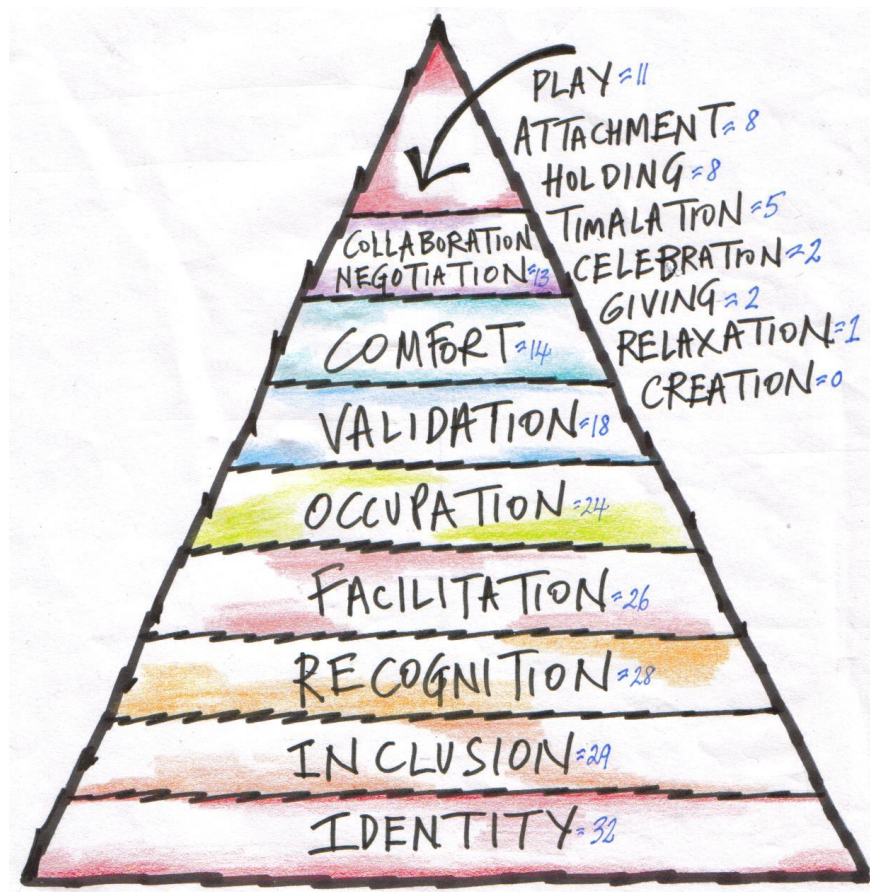 PLAY=11
ATTACHMENT=8
HOLDING=8
TIMALATION=5
CELEBRATION=2
GIVING=2
RELAXATION=1
CREATION=0
COLLABORATION
NEGOTIATION=13
COMFORT=14
VALIDATION=18
OCCUPATION=24
FACILITATION=26
RECOGNITION=28
INCLUSION=29
IDENTITY=32